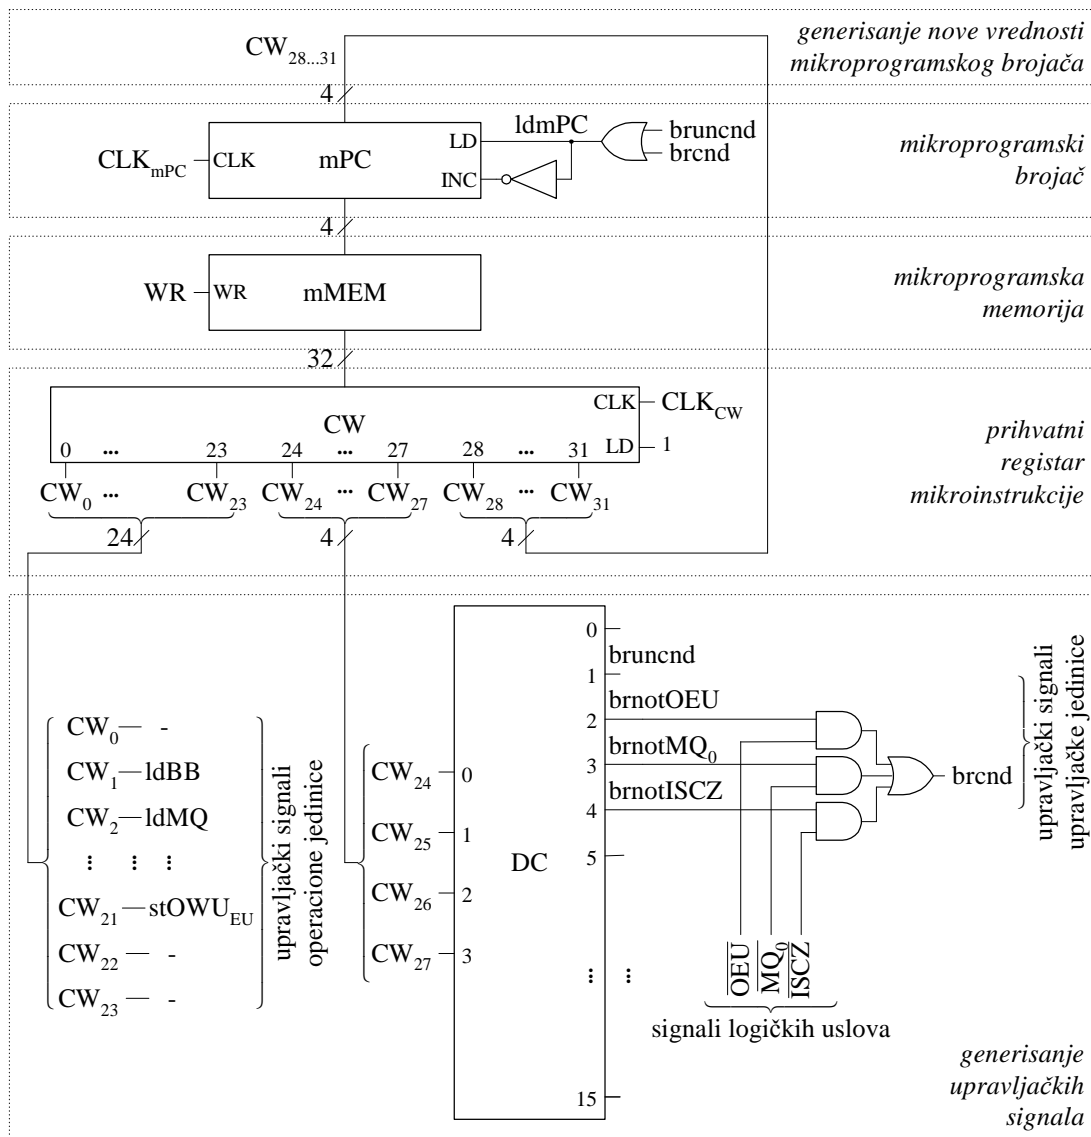 CW28...31
generisanje nove vrednosti
mikroprogramskog brojača
4
CLKmPC
CLK
mPC
LD
INC
ldmPC
bruncnd
brcnd
mikroprogramski
brojač
4
WR
WR
mMEM
mikroprogramska
memorija
32
CW
CLK
CLKCW
0 ... 23 24 ... 27 28 ... 31
LD
1
CW0 ... CW23 CW24 ... CW27 CW28 ... CW31
prihvatni
registar
mikroinstrukcije
24
4
4
CW0 -
CW1 ldBB
CW2 ldMQ
CW21 stOWUEU
CW22 -
CW23 -
upravljački signali
operacione jedinice
CW24
CW25
CW26
CW27
0
1
2
3
DC
0
bruncnd
1
brnotOEU
2
brnotMQ0
3
brnotISCZ
4
5
... ...
15
brcnd
upravljački signali
upravljačke jedinice
O̅E̅U̅
M̅Q̅0̅
I̅S̅C̅Z̅
signali logičkih uslova
generisanje
upravljačkih
signala